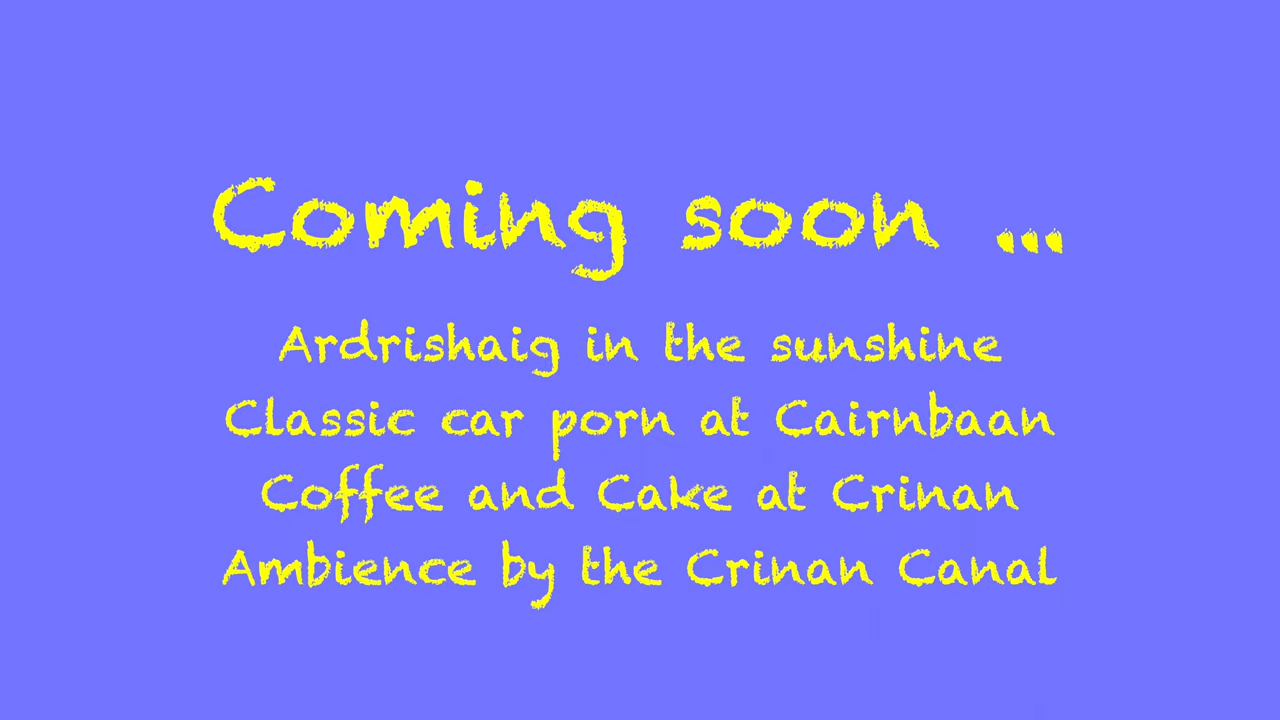 Coming soon ...
Ardrishaig in the sunshine
Classic car porn at Cairnbaan
Coffee and Cake at Crinan
Ambience by the Crinan Canal